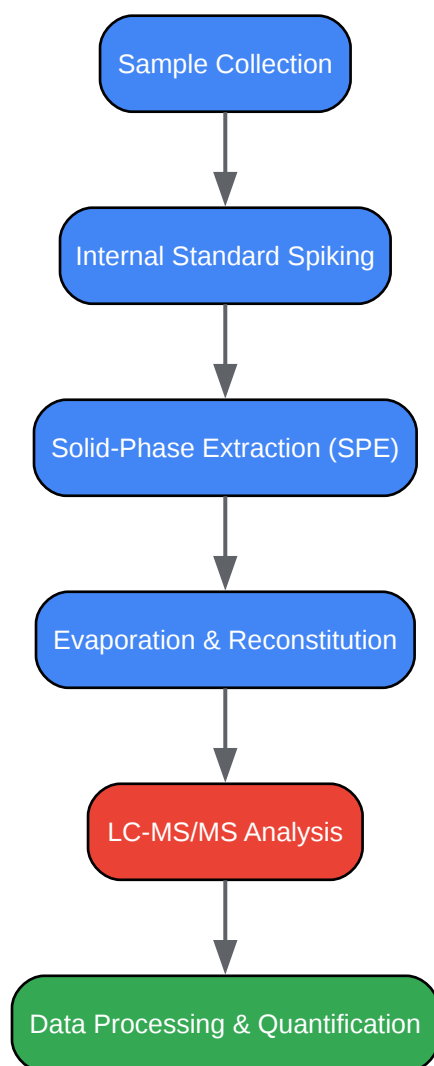 Sample Collection
Internal Standard Spiking
Solid-Phase Extraction (SPE)
Evaporation & Reconstitution
LC-MS/MS Analysis
Data Processing & Quantification